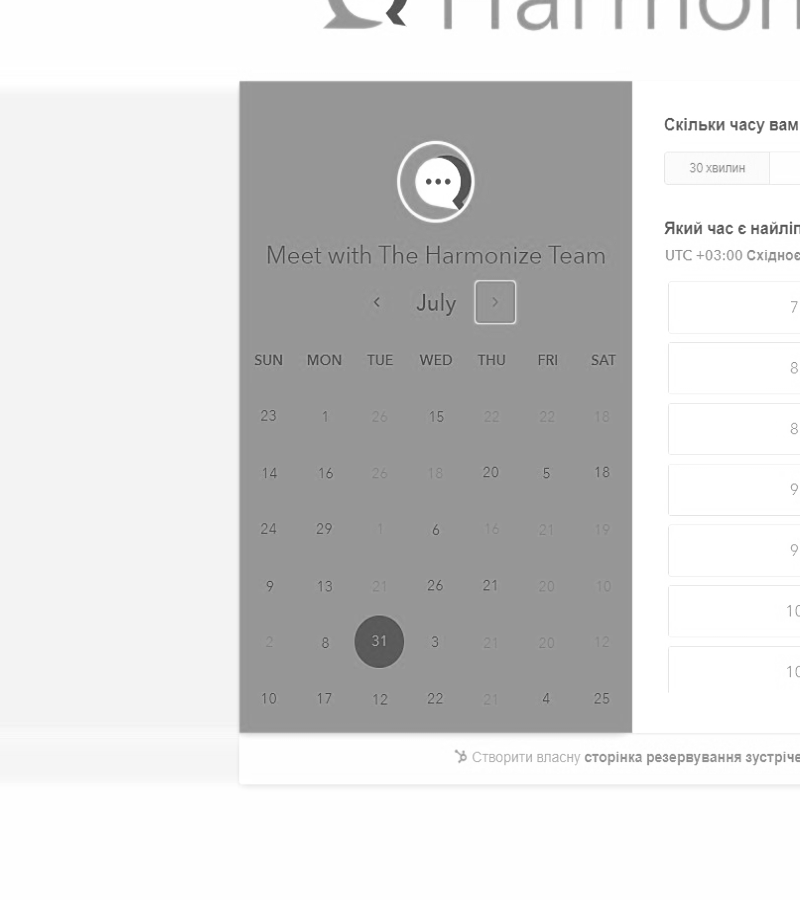 Harmon
Скільки часу вам
30 хвилин
Meet with The Harmonize Team
Який час є найліп
UTC +03:00 Східноє
‹ July ›
SUN MON TUE WED THU FRI SAT
23 1 26 15 22 22 18
14 16 26 18 20 5 18
24 29 1 6 16 21 19
9 13 21 26 21 20 10
2 8 31 3 21 20 12
10 17 12 22 21 4 25
7
8
8
9
9
10
10
Створити власну сторінка резервування зустріче